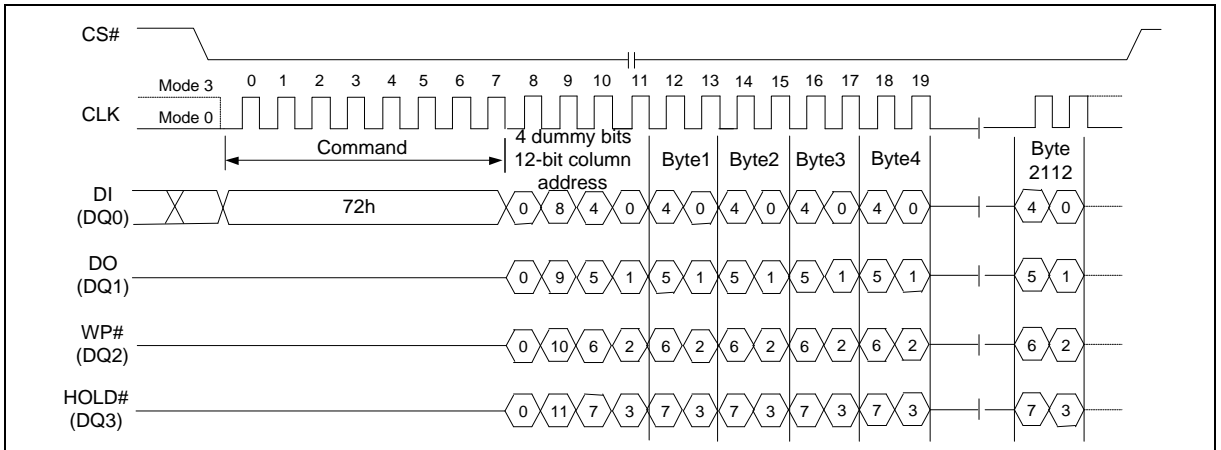 CS#
Mode 3
0 1 2 3 4 5 6 7 8 9 10 11 12 13 14 15 16 17 18 19
CLK
Mode 0
Command
4 dummy bits
12-bit column
address
Byte1 Byte2 Byte3 Byte4
Byte
2112
DI
(DQ0)
72h
0 8 4 0 4 0 4 0 4 0 4 0 4 0
DO
(DQ1)
0 9 5 1 5 1 5 1 5 1 5 1 5 1
WP#
(DQ2)
0 10 6 2 6 2 6 2 6 2 6 2 6 2
HOLD#
(DQ3)
0 11 7 3 7 3 7 3 7 3 7 3 7 3